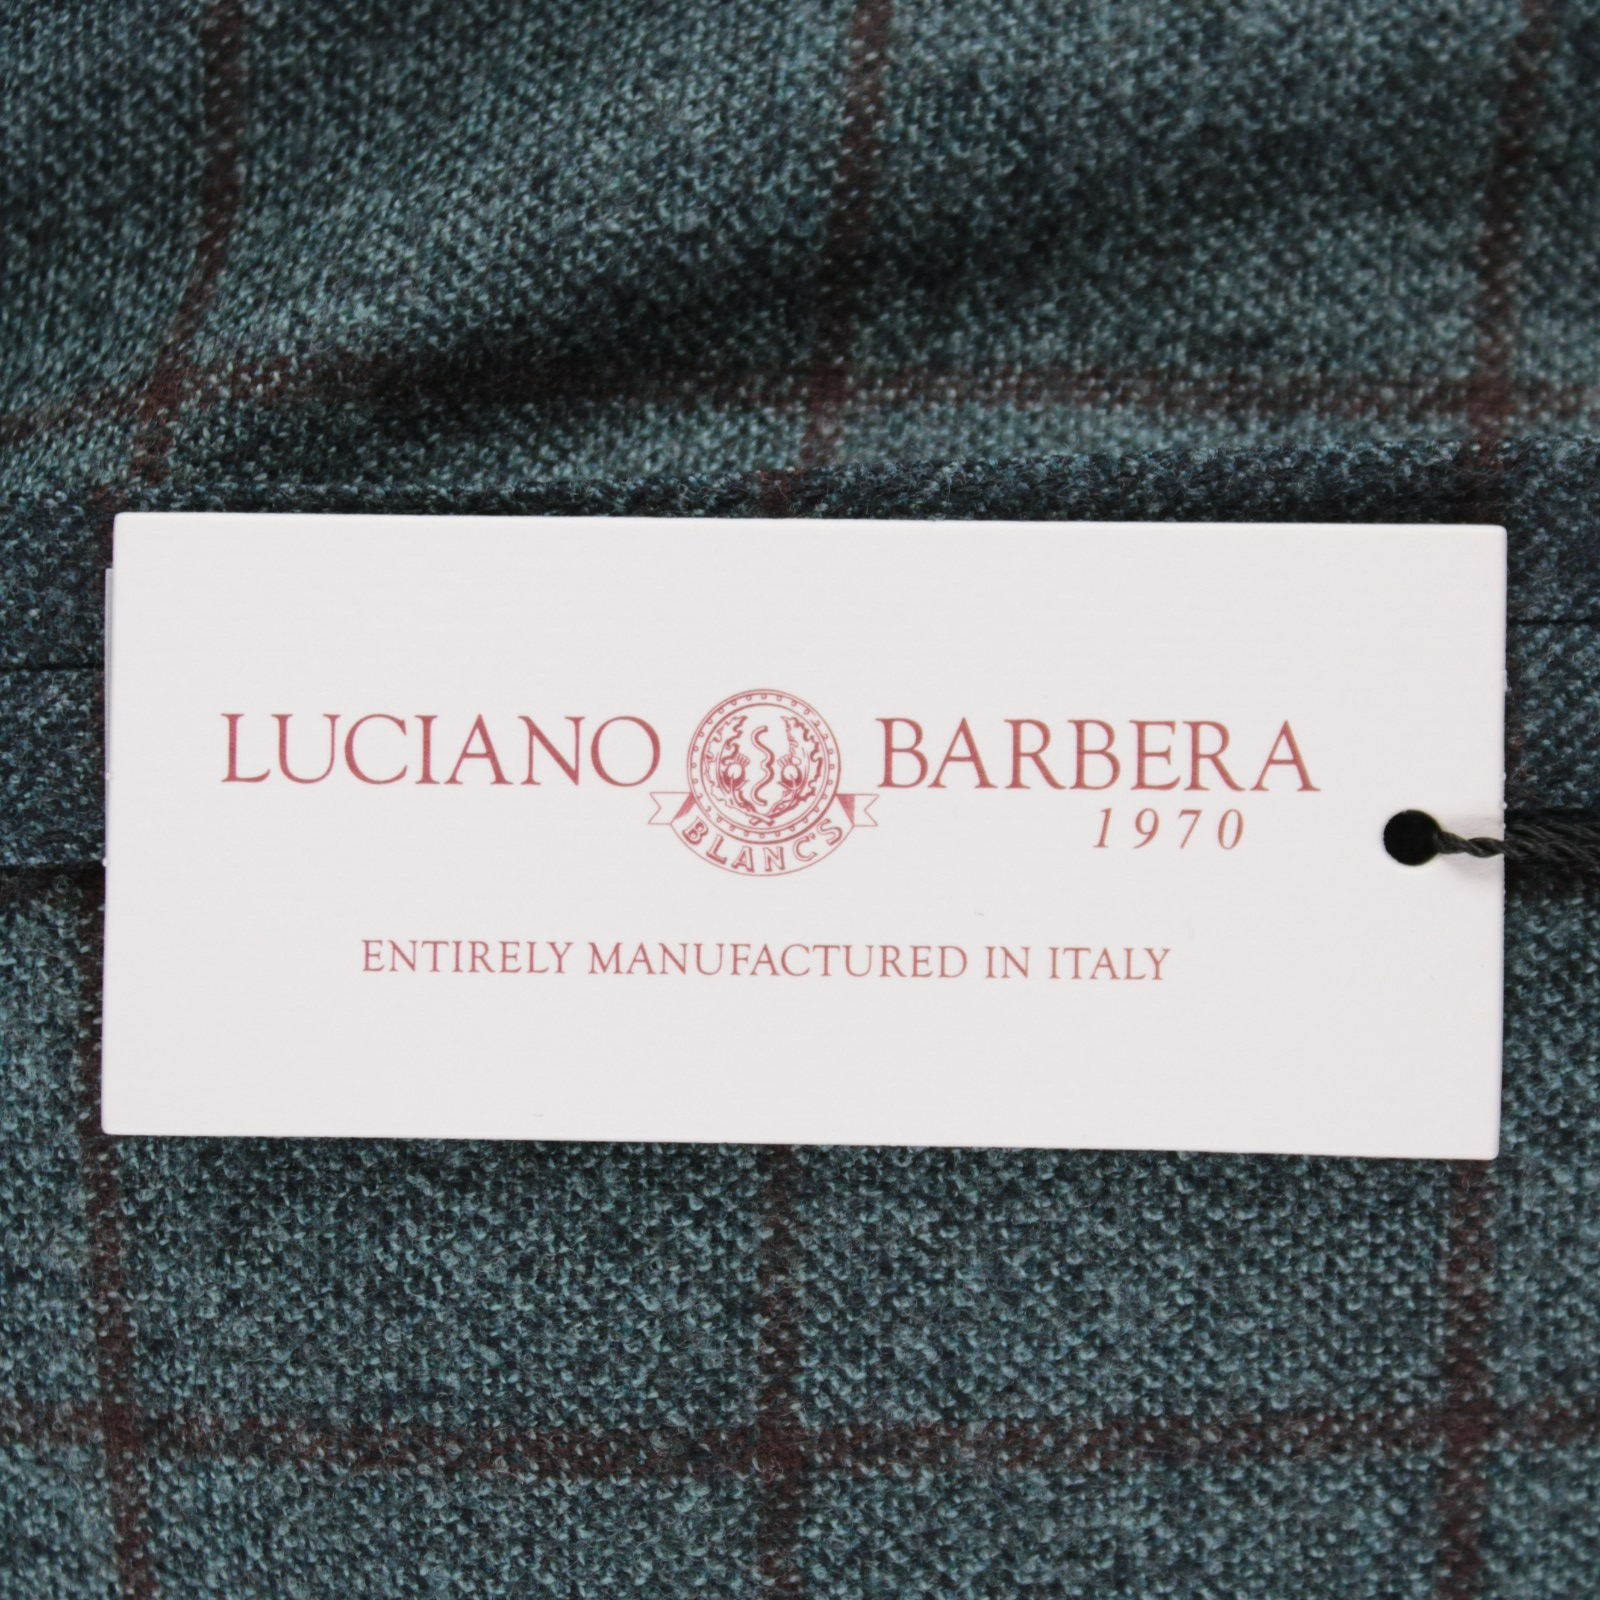 LUCIANO BARBERA
1970
BLANC'S
ENTIRELY MANUFACTURED IN ITALY